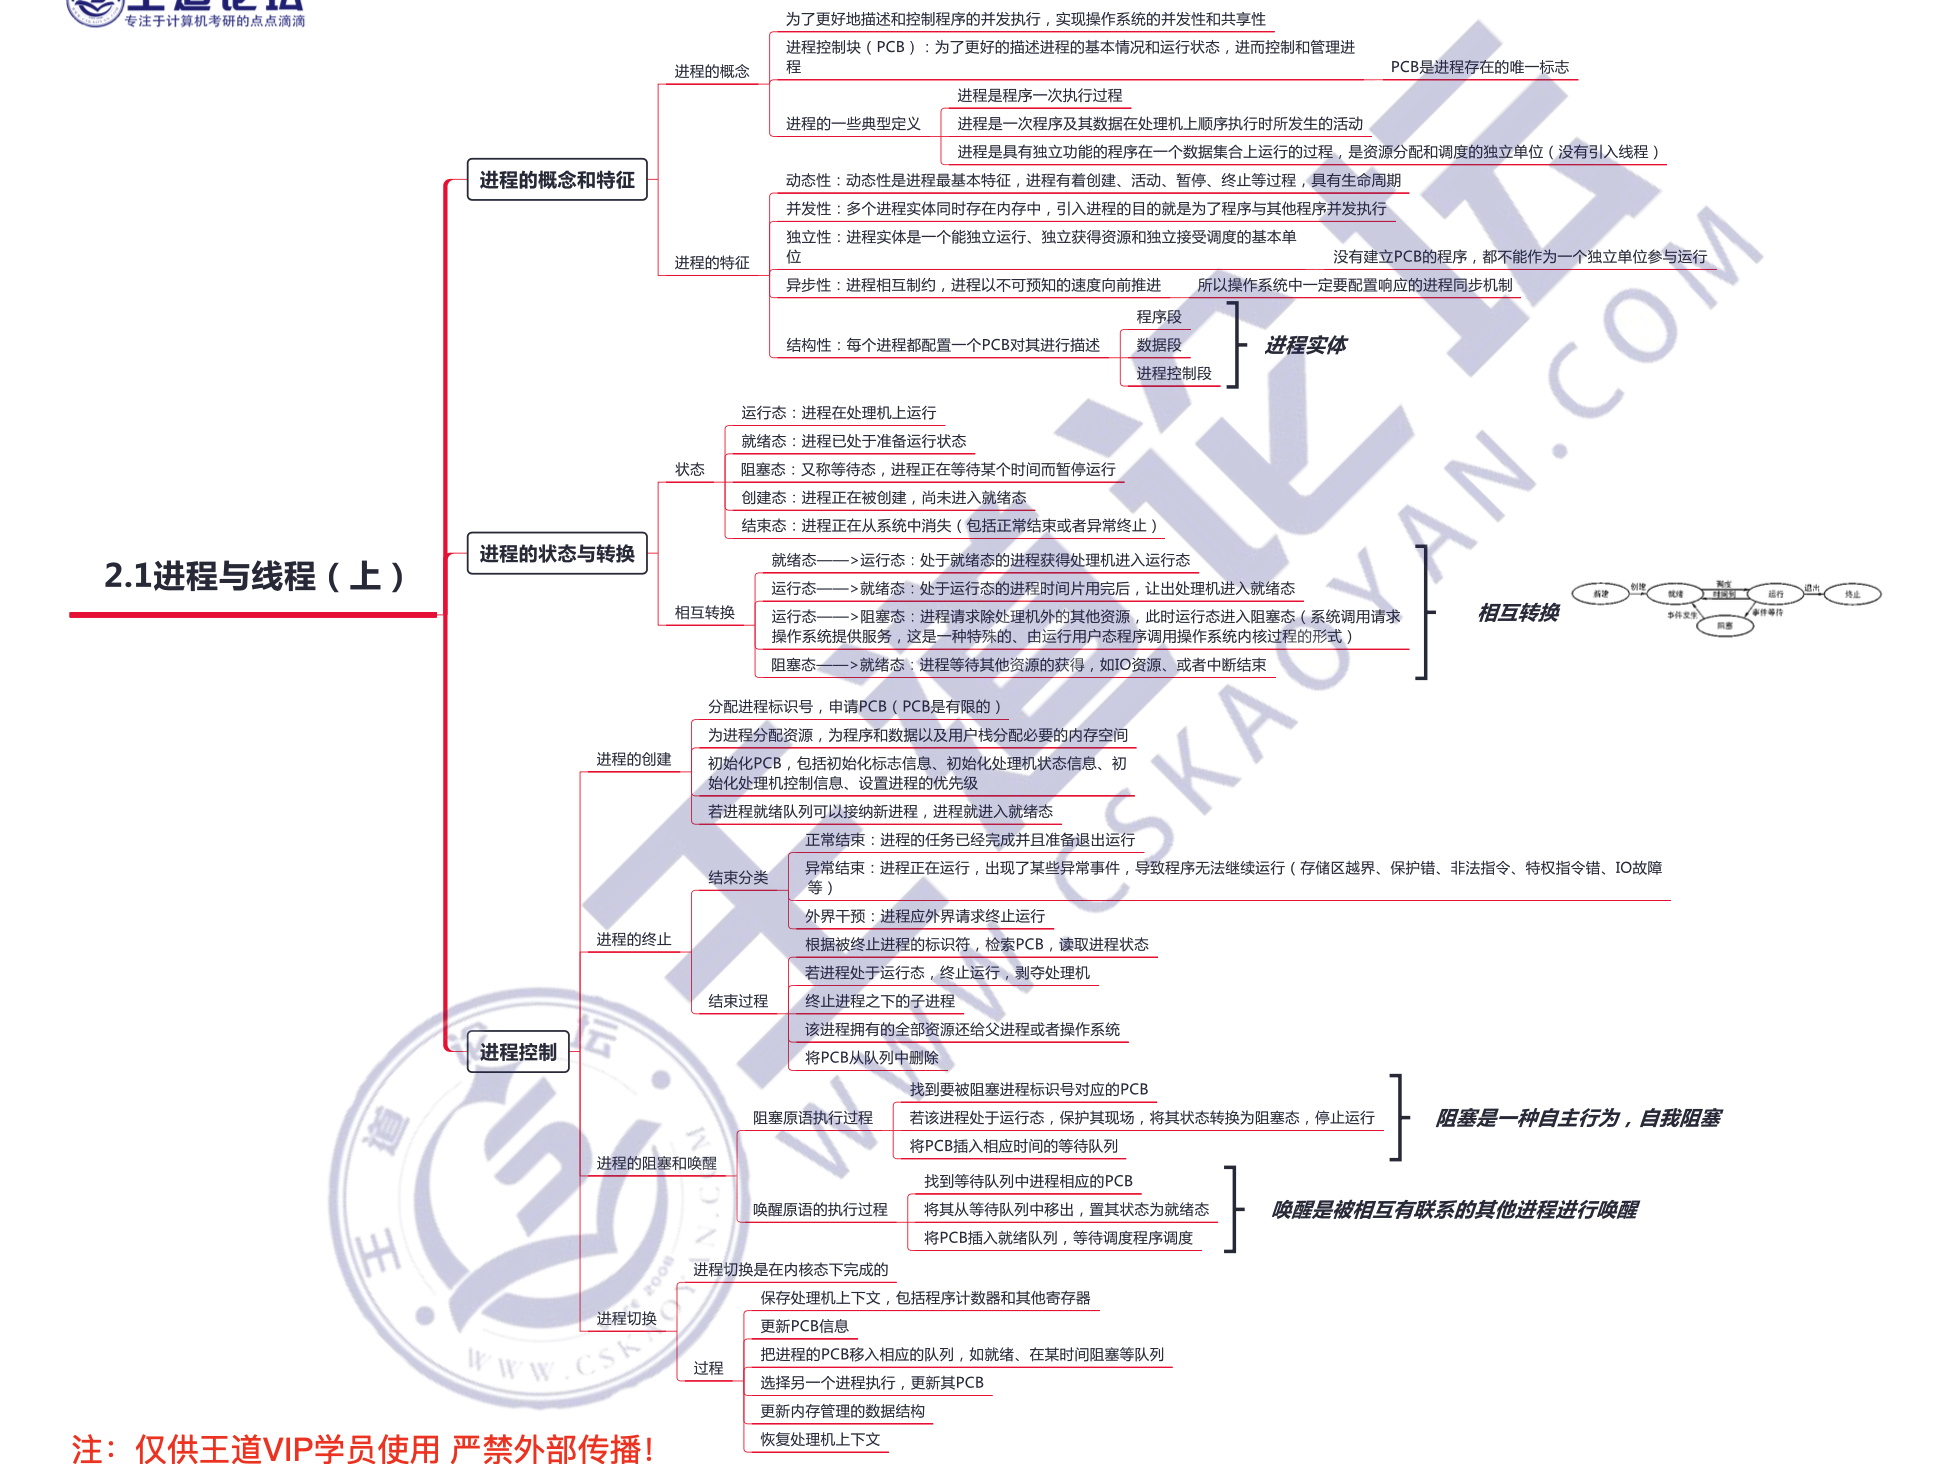 王道论坛
专注于计算机考研的点点滴滴
2.1进程与线程（上）
进程的概念和特征
进程的概念
为了更好地描述和控制程序的并发执行，实现操作系统的并发性和共享性
进程控制块（PCB）：为了更好的描述进程的基本情况和运行状态，进而控制和管理进
程
PCB是进程存在的唯一标志
进程的一些典型定义
进程是程序一次执行过程
进程是一次程序及其数据在处理机上顺序执行时所发生的活动
进程是具有独立功能的程序在一个数据集合上运行的过程，是资源分配和调度的独立单位（没有引入线程）
进程的特征
动态性：动态性是进程最基本特征，进程有着创建、活动、暂停、终止等过程，具有生命周期
并发性：多个进程实体同时存在内存中，引入进程的目的就是为了程序与其他程序并发执行
独立性：进程实体是一个能独立运行、独立获得资源和独立接受调度的基本单
位
没有建立PCB的程序，都不能作为一个独立单位参与运行
异步性：进程相互制约，进程以不可预知的速度向前推进
所以操作系统中一定要配置响应的进程同步机制
结构性：每个进程都配置一个PCB对其进行描述
程序段
数据段
进程控制段
进程实体
进程的状态与转换
状态
运行态：进程在处理机上运行
就绪态：进程已处于准备运行状态
阻塞态：又称等待态，进程正在等待某个时间而暂停运行
创建态：进程正在被创建，尚未进入就绪态
结束态：进程正在从系统中消失（包括正常结束或者异常终止）
相互转换
就绪态——>运行态：处于就绪态的进程获得处理机进入运行态
运行态——>就绪态：处于运行态的进程时间片用完后，让出处理机进入就绪态
运行态——>阻塞态：进程请求除处理机外的其他资源，此时运行态进入阻塞态（系统调用请求
操作系统提供服务，这是一种特殊的、由运行用户态程序调用操作系统内核过程的形式）
阻塞态——>就绪态：进程等待其他资源的获得，如IO资源、或者中断结束
相互转换
新建
创建
就绪
调度
时间到
运行
退出
终止
事件发生
事件等待
阻塞
进程控制
进程的创建
分配进程标识号，申请PCB（PCB是有限的）
为进程分配资源，为程序和数据以及用户栈分配必要的内存空间
初始化PCB，包括初始化标志信息、初始化处理机状态信息、初
始化处理机控制信息、设置进程的优先级
若进程就绪队列可以接纳新进程，进程就进入就绪态
进程的终止
结束分类
正常结束：进程的任务已经完成并且准备退出运行
异常结束：进程正在运行，出现了某些异常事件，导致程序无法继续运行（存储区越界、保护错、非法指令、特权指令错、IO故障
等）
外界干预：进程应外界请求终止运行
结束过程
根据被终止进程的标识符，检索PCB，读取进程状态
若进程处于运行态，终止运行，剥夺处理机
终止进程之下的子进程
该进程拥有的全部资源还给父进程或者操作系统
将PCB从队列中删除
进程的阻塞和唤醒
阻塞原语执行过程
找到要被阻塞进程标识号对应的PCB
若该进程处于运行态，保护其现场，将其状态转换为阻塞态，停止运行
将PCB插入相应时间的等待队列
阻塞是一种自主行为，自我阻塞
唤醒原语的执行过程
找到等待队列中进程相应的PCB
将其从等待队列中移出，置其状态为就绪态
将PCB插入就绪队列，等待调度程序调度
唤醒是被相互有联系的其他进程进行唤醒
进程切换
进程切换是在内核态下完成的
过程
保存处理机上下文，包括程序计数器和其他寄存器
更新PCB信息
把进程的PCB移入相应的队列，如就绪、在某时间阻塞等队列
选择另一个进程执行，更新其PCB
更新内存管理的数据结构
恢复处理机上下文
注：仅供王道VIP学员使用 严禁外部传播！
王道论坛
WWW.CSKAOYAN.COM
王道论坛
Since 2008
WWW.CSKAOYAN.COM